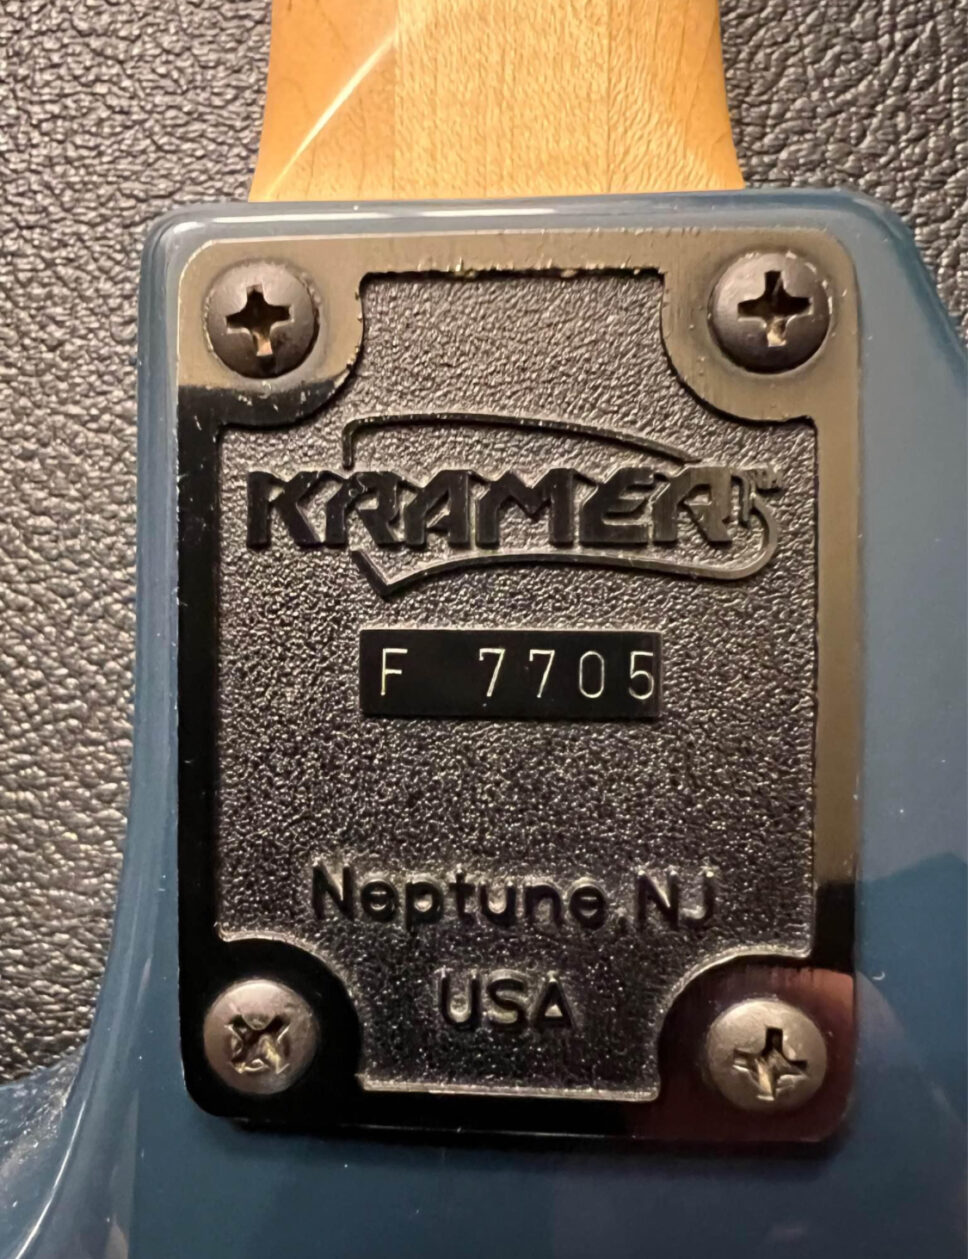 KRAMER™
F 7705
Neptune, NJ
USA